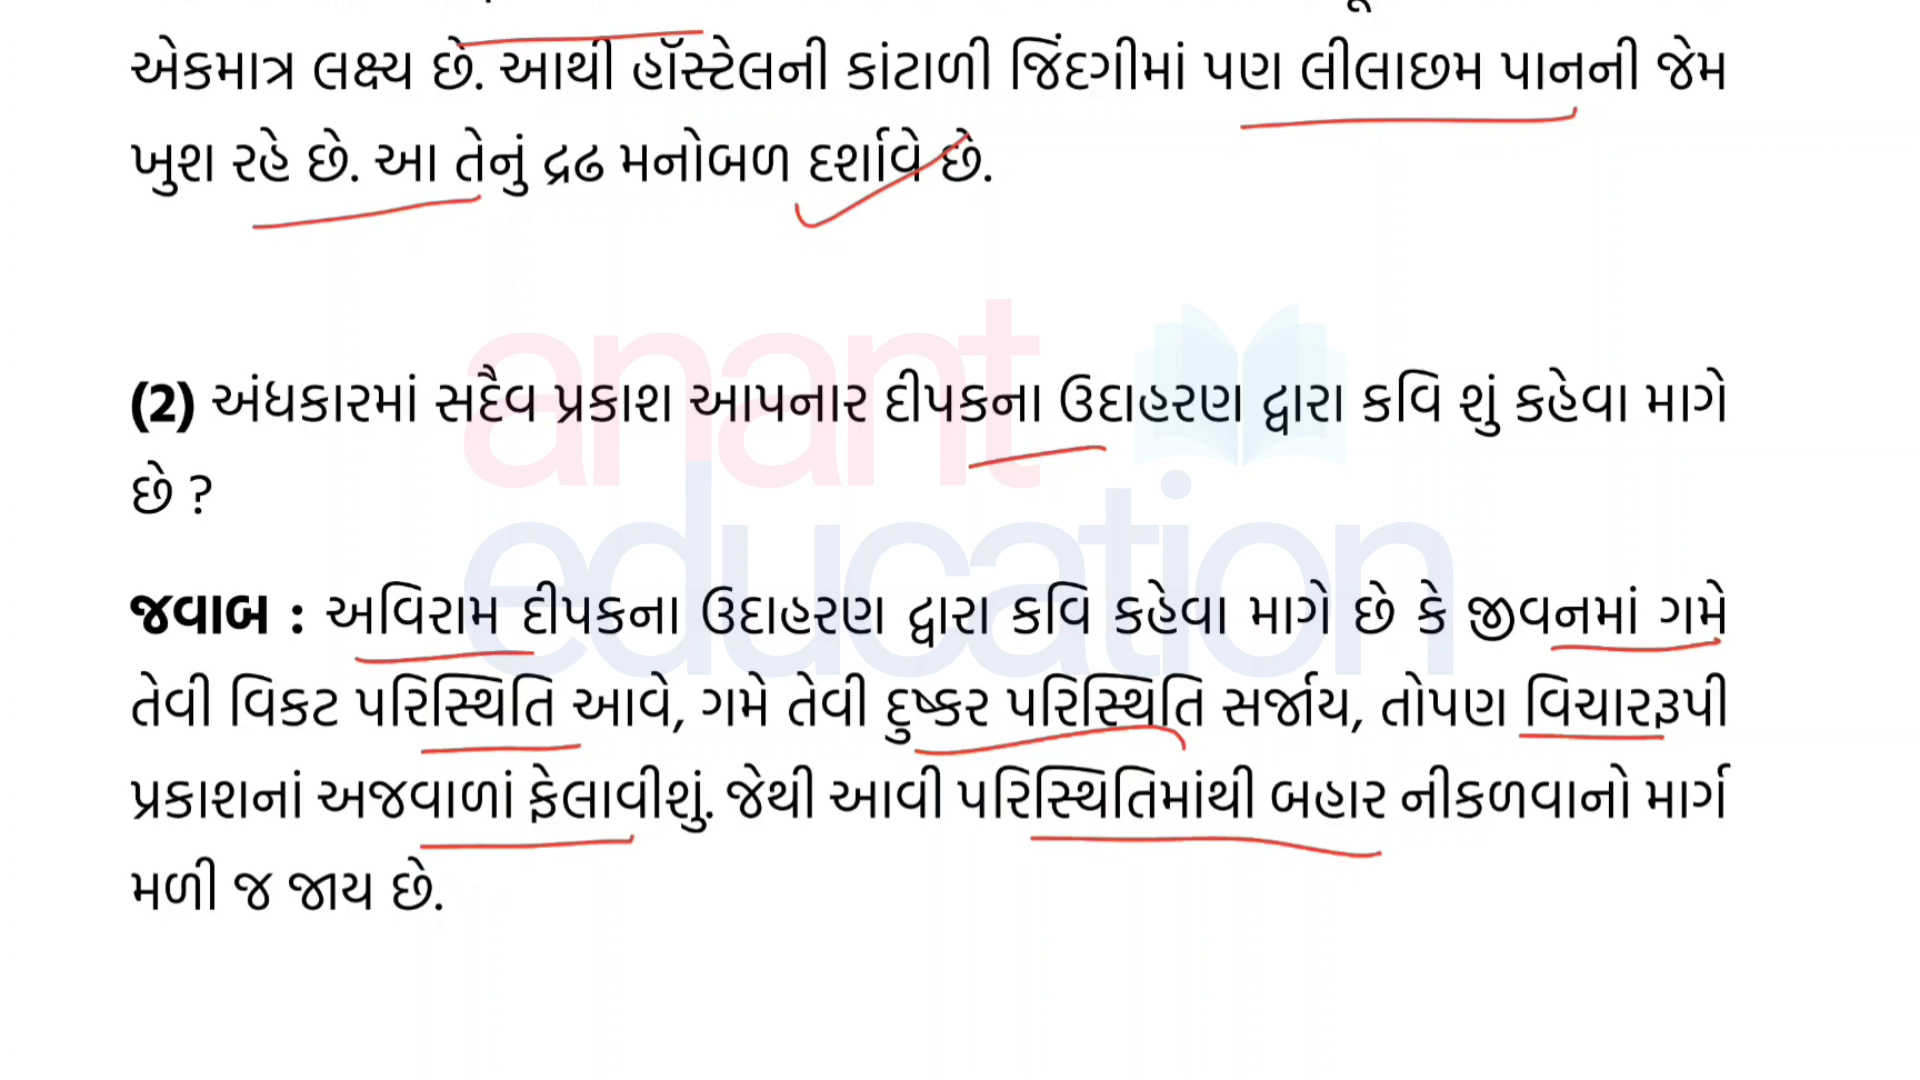 એકમાત્ર લક્ષ્ય છે. આથી હૉસ્ટેલની કાંટાળી જિંદગીમાં પણ લીલાછમ પાનની જેમ
ખુશ રહે છે. આ તેનું દ્રઢ મનોબળ દર્શાવે છે.
anant
education
(2) અંધકારમાં સદૈવ પ્રકાશ આપનાર દીપકના ઉદાહરણ દ્વારા કવિ શું કહેવા માગે
છે ?
જવાબ : અવિરામ દીપકના ઉદાહરણ દ્વારા કવિ કહેવા માગે છે કે જીવનમાં ગમે
તેવી વિકટ પરિસ્થિતિ આવે, ગમે તેવી દુષ્કર પરિસ્થિતિ સર્જાય, તોપણ વિચારરૂપી
પ્રકાશનાં અજવાળાં ફેલાવીશું. જેથી આવી પરિસ્થિતિમાંથી બહાર નીકળવાનો માર્ગ
મળી જ જાય છે.